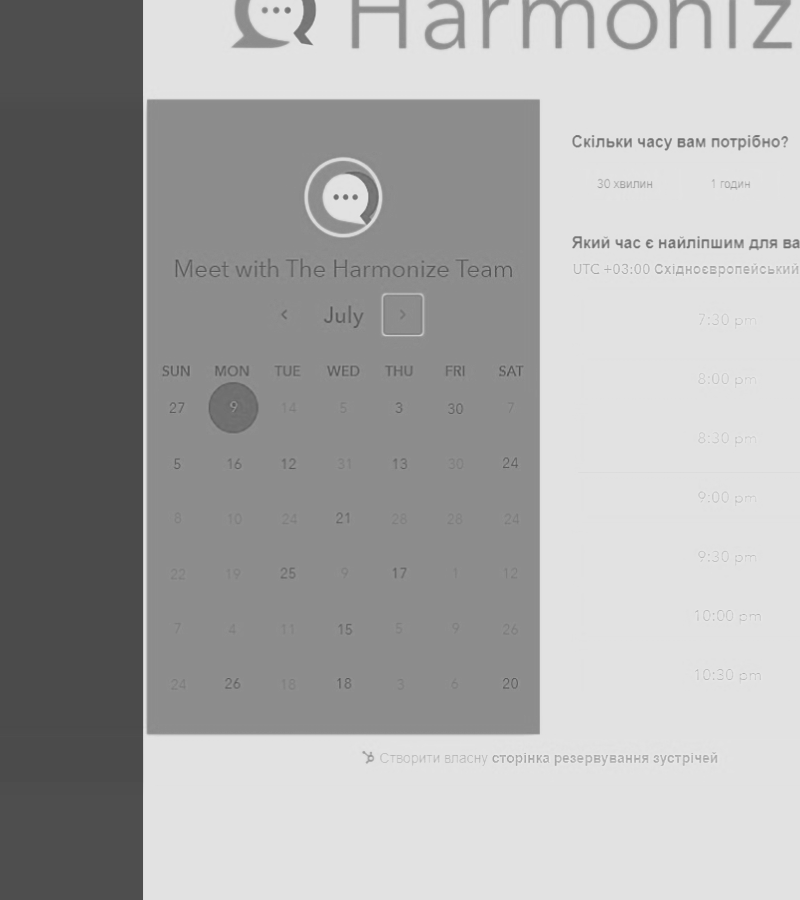 Harmoniz
Meet with The Harmonize Team
‹ July ›
SUN MON TUE WED THU FRI SAT
27 9 14 5 3 30 7
5 16 12 31 13 30 24
8 10 24 21 26 26 24
22 19 25 9 17 1 12
7 4 11 15 5 9 26
24 26 18 18 3 6 20
Скільки часу вам потрібно?
30 хвилин 1 годин
Який час є найліпшим для ва
UTC +03:00 Східноєвропейський
7:30 pm
8:00 pm
8:30 pm
9:00 pm
9:30 pm
10:00 pm
10:30 pm
Створити власну сторінка резервування зустрічей